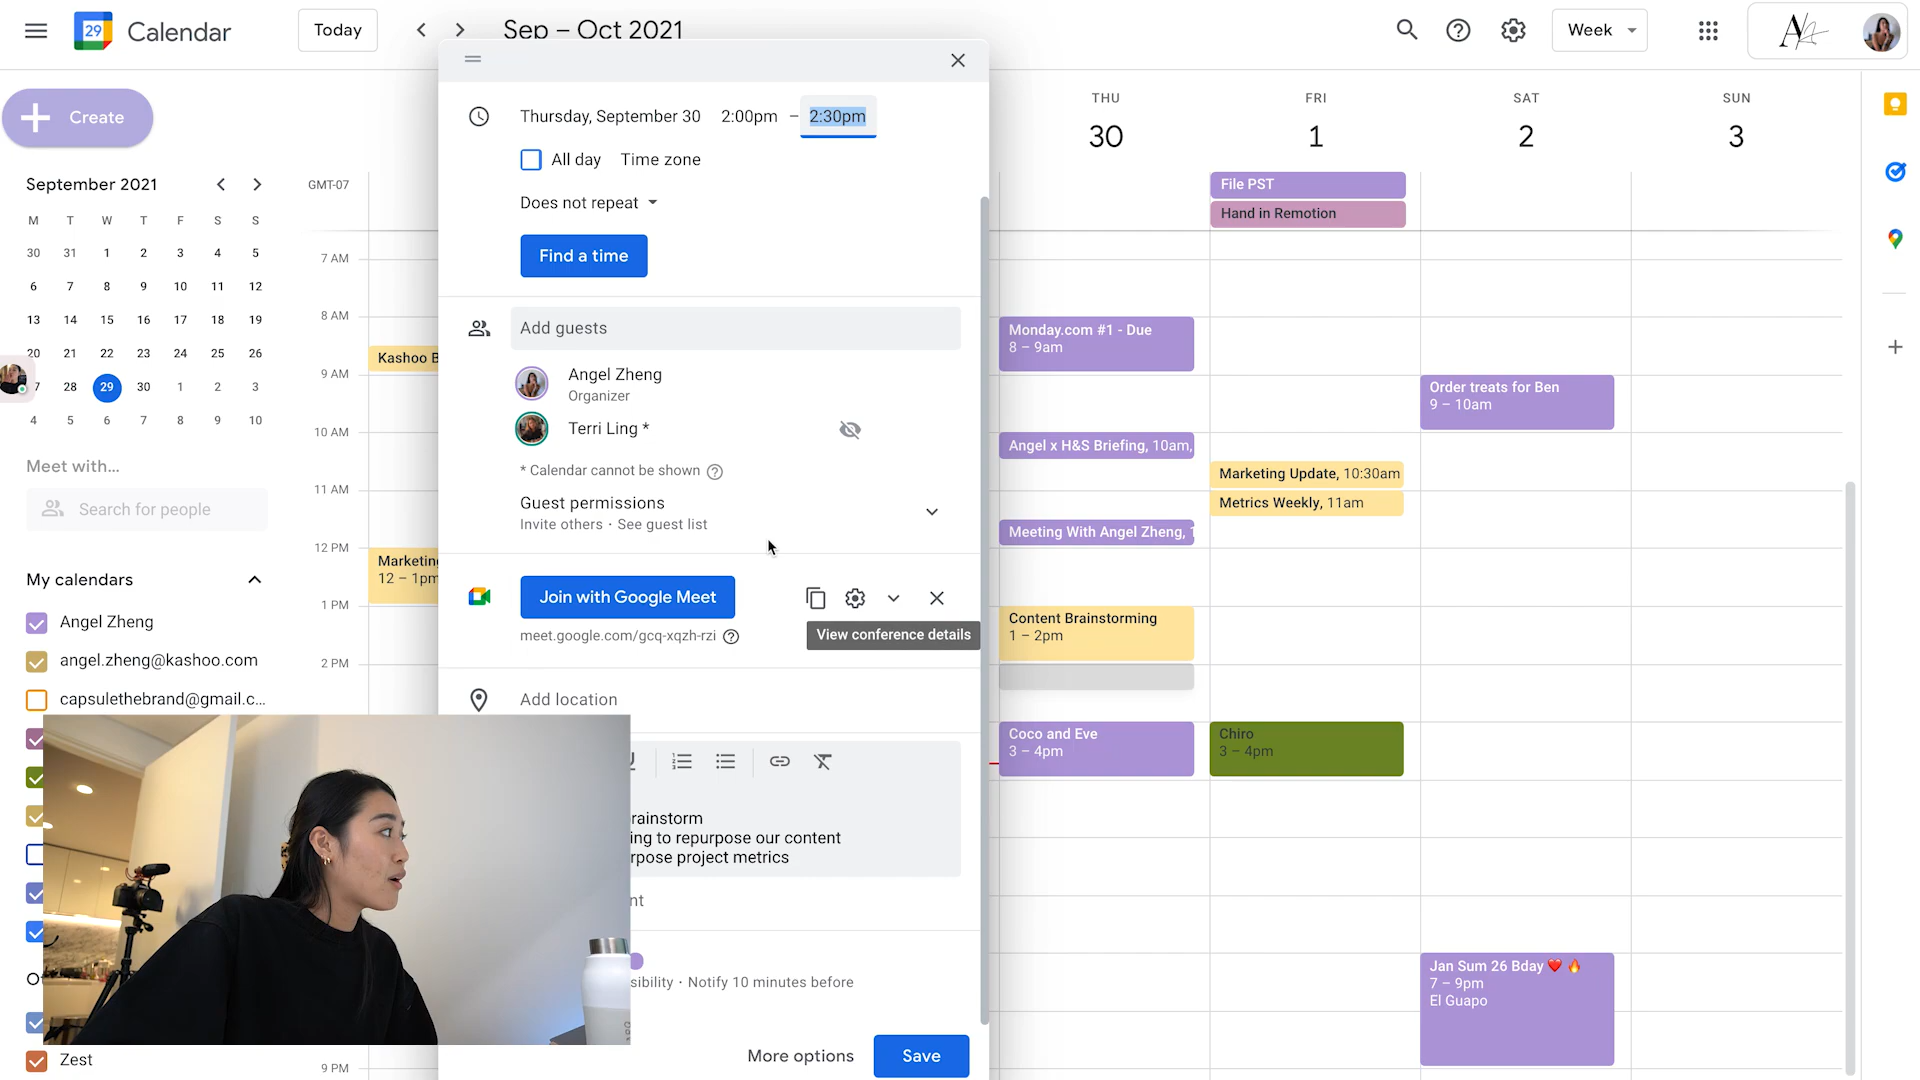 29
Calendar
Today
Sep – Oct 2021
Week
Create
September 2021
M T W T F S S
30 31 1 2 3 4 5
6 7 8 9 10 11 12
13 14 15 16 17 18 19
20 21 22 23 24 25 26
7 28 29 30 1 2 3
4 5 6 7 8 9 10
Meet with...
Search for people
My calendars
Angel Zheng
angel.zheng@kashoo.com
capsulethebrand@gmail.c...
Zest
GMT-07
7 AM
8 AM
9 AM
10 AM
11 AM
12 PM
1 PM
2 PM
9 PM
Kashoo B
Marketing
12 – 1pm
Thursday, September 30 2:00pm – 2:30pm
All day Time zone
Does not repeat
Find a time
Add guests
Angel Zheng
Organizer
Terri Ling *
* Calendar cannot be shown
Guest permissions
Invite others · See guest list
Join with Google Meet
meet.google.com/gcq-xqzh-rzi
View conference details
Add location
rainstorm
ing to repurpose our content
rpose project metrics
nt
sibility · Notify 10 minutes before
More options
Save
THU
30
FRI
1
SAT
2
SUN
3
File PST
Hand in Remotion
Monday.com #1 - Due
8 – 9am
Angel x H&S Briefing, 10am,
Meeting With Angel Zheng, 1
Content Brainstorming
1 – 2pm
Coco and Eve
3 – 4pm
Marketing Update, 10:30am
Metrics Weekly, 11am
Chiro
3 – 4pm
Order treats for Ben
9 – 10am
Jan Sum 26 Bday ❤️ 🔥
7 – 9pm
El Guapo